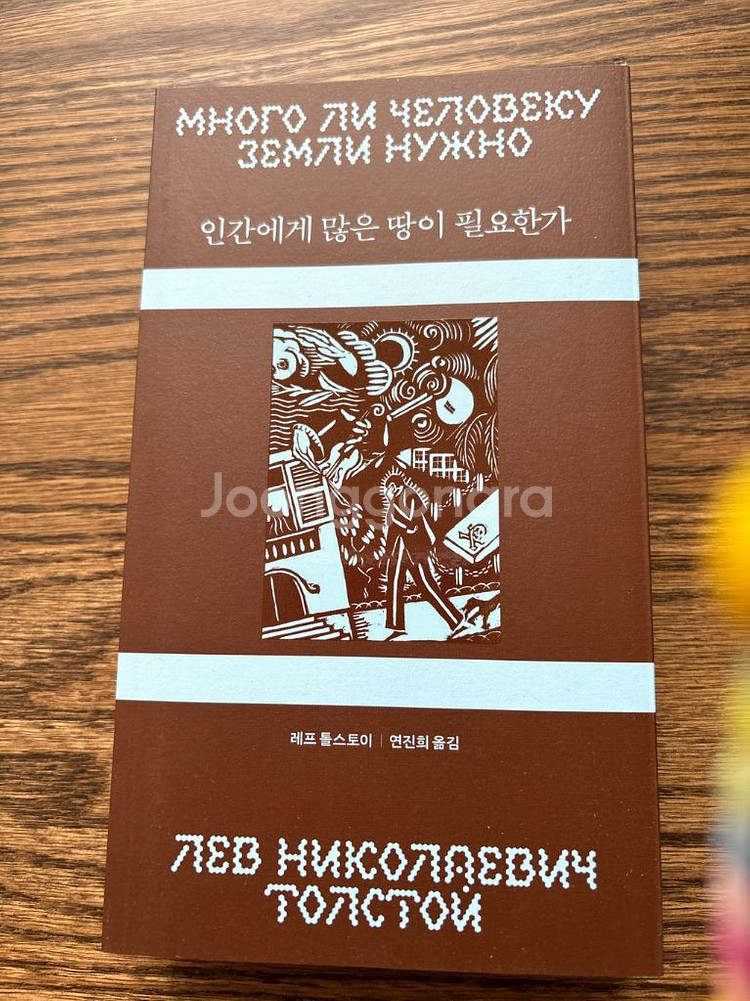 МНОГО ЛИ ЧЕЛОВЕКУ
ЗЕМЛИ НУЖНО
인간에게 많은 땅이 필요한가
Joonggonara
레프 톨스토이 | 연진희 옮김
ЛЕВ НИКОЛАЕВИЧ
ТОЛСТОЙ